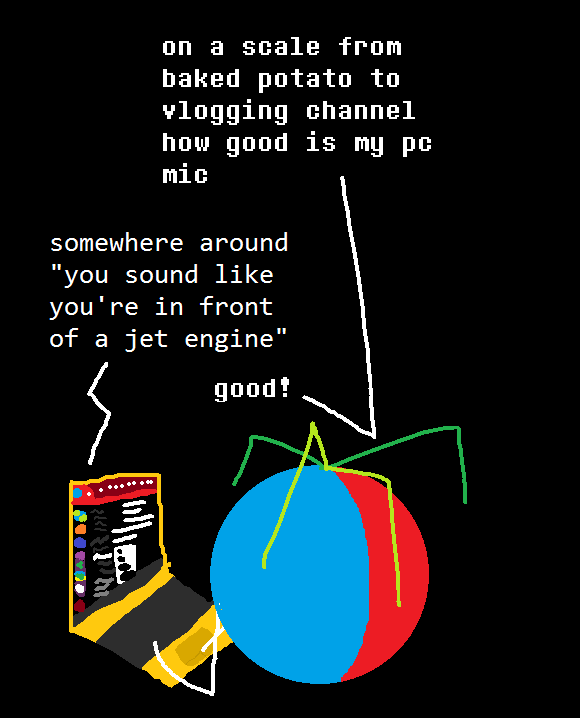 on a scale from
baked potato to
vlogging channel
how good is my pc
mic
somewhere around
"you sound like
you're in front
of a jet engine"
good!